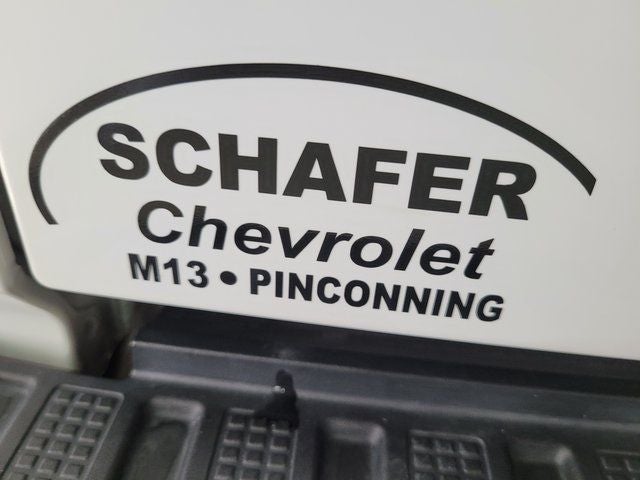 SCHAFER
Chevrolet
M13 • PINCONNING